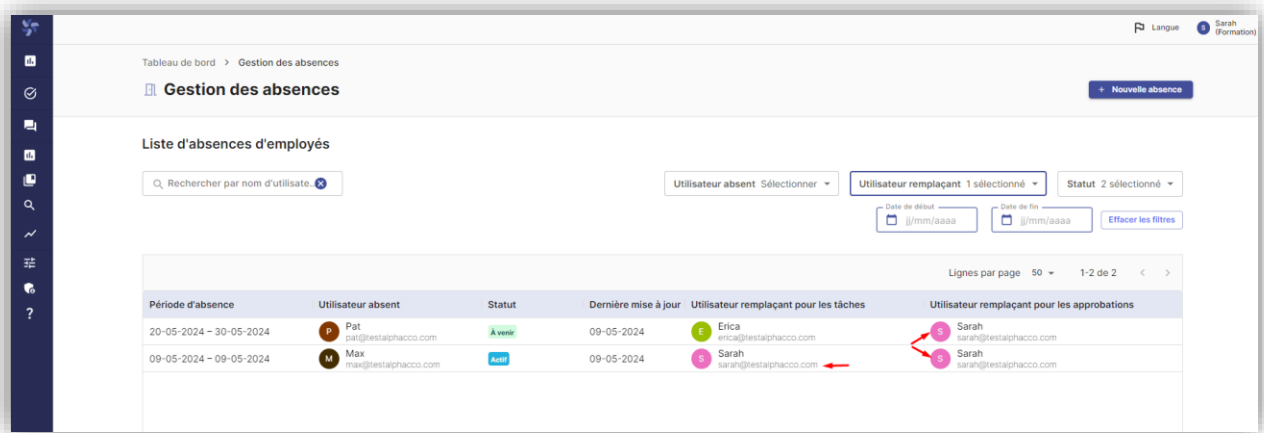 Langue
S
Sarah
(Formation)
Tableau de bord > Gestion des absences
Gestion des absences
+ Nouvelle absence
Liste d'absences d'employés
Rechercher par nom d'utilisate..
Utilisateur absent Sélectionner
Utilisateur remplaçant 1 sélectionné
Statut 2 sélectionné
Date de début
jj/mm/aaaa
Date de fin
jj/mm/aaaa
Effacer les filtres
Lignes par page 50 1-2 de 2 < >
Période d'absence Utilisateur absent Statut Dernière mise à jour Utilisateur remplaçant pour les tâches Utilisateur remplaçant pour les approbations
20-05-2024 – 30-05-2024 P Pat À venir 09-05-2024 E Erica S Sarah
pat@testalphacco.com erica@testalphacco.com sarah@testalphacco.com
09-05-2024 – 09-05-2024 M Max Actif 09-05-2024 S Sarah S Sarah
max@testalphacco.com sarah@testalphacco.com sarah@testalphacco.com
?